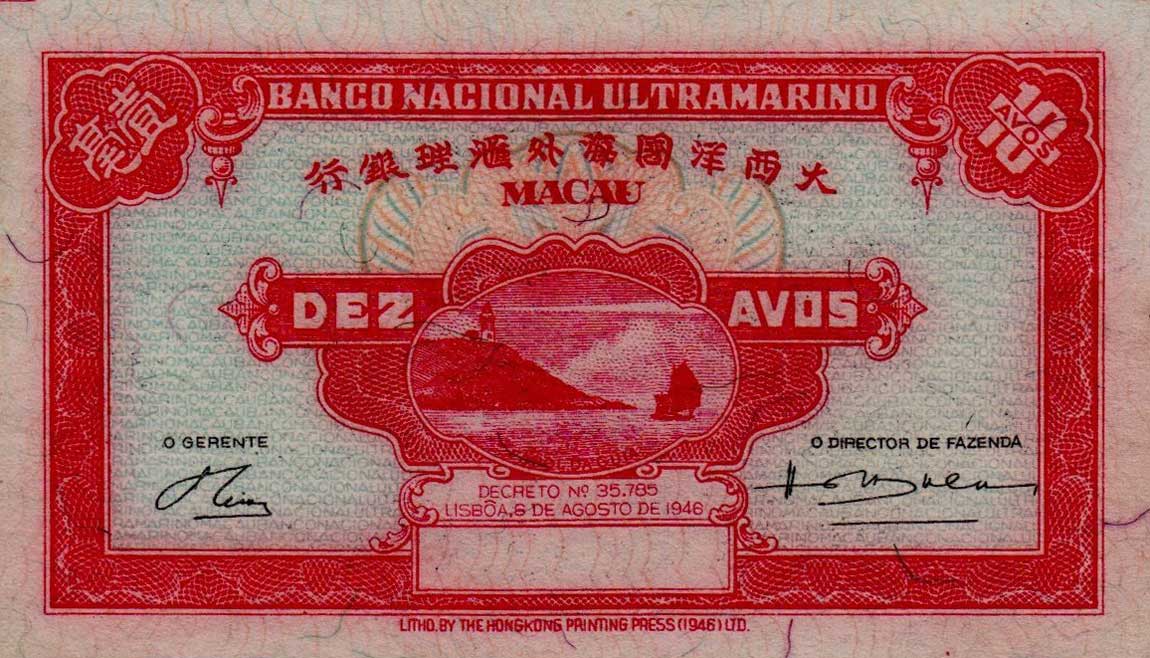 壹毫
BANCO NACIONAL ULTRAMARINO
10
AVOS
10
行銀理滙外海國洋西大
MACAU
DEZ AVOS
O GERENTE
O DIRECTOR DE FAZENDA
DECRETO Nº 35.785
LISBÔA, 8 DE AGOSTO DE 1946
LITHO. BY THE HONGKONG PRINTING PRESS (1946) LTD.